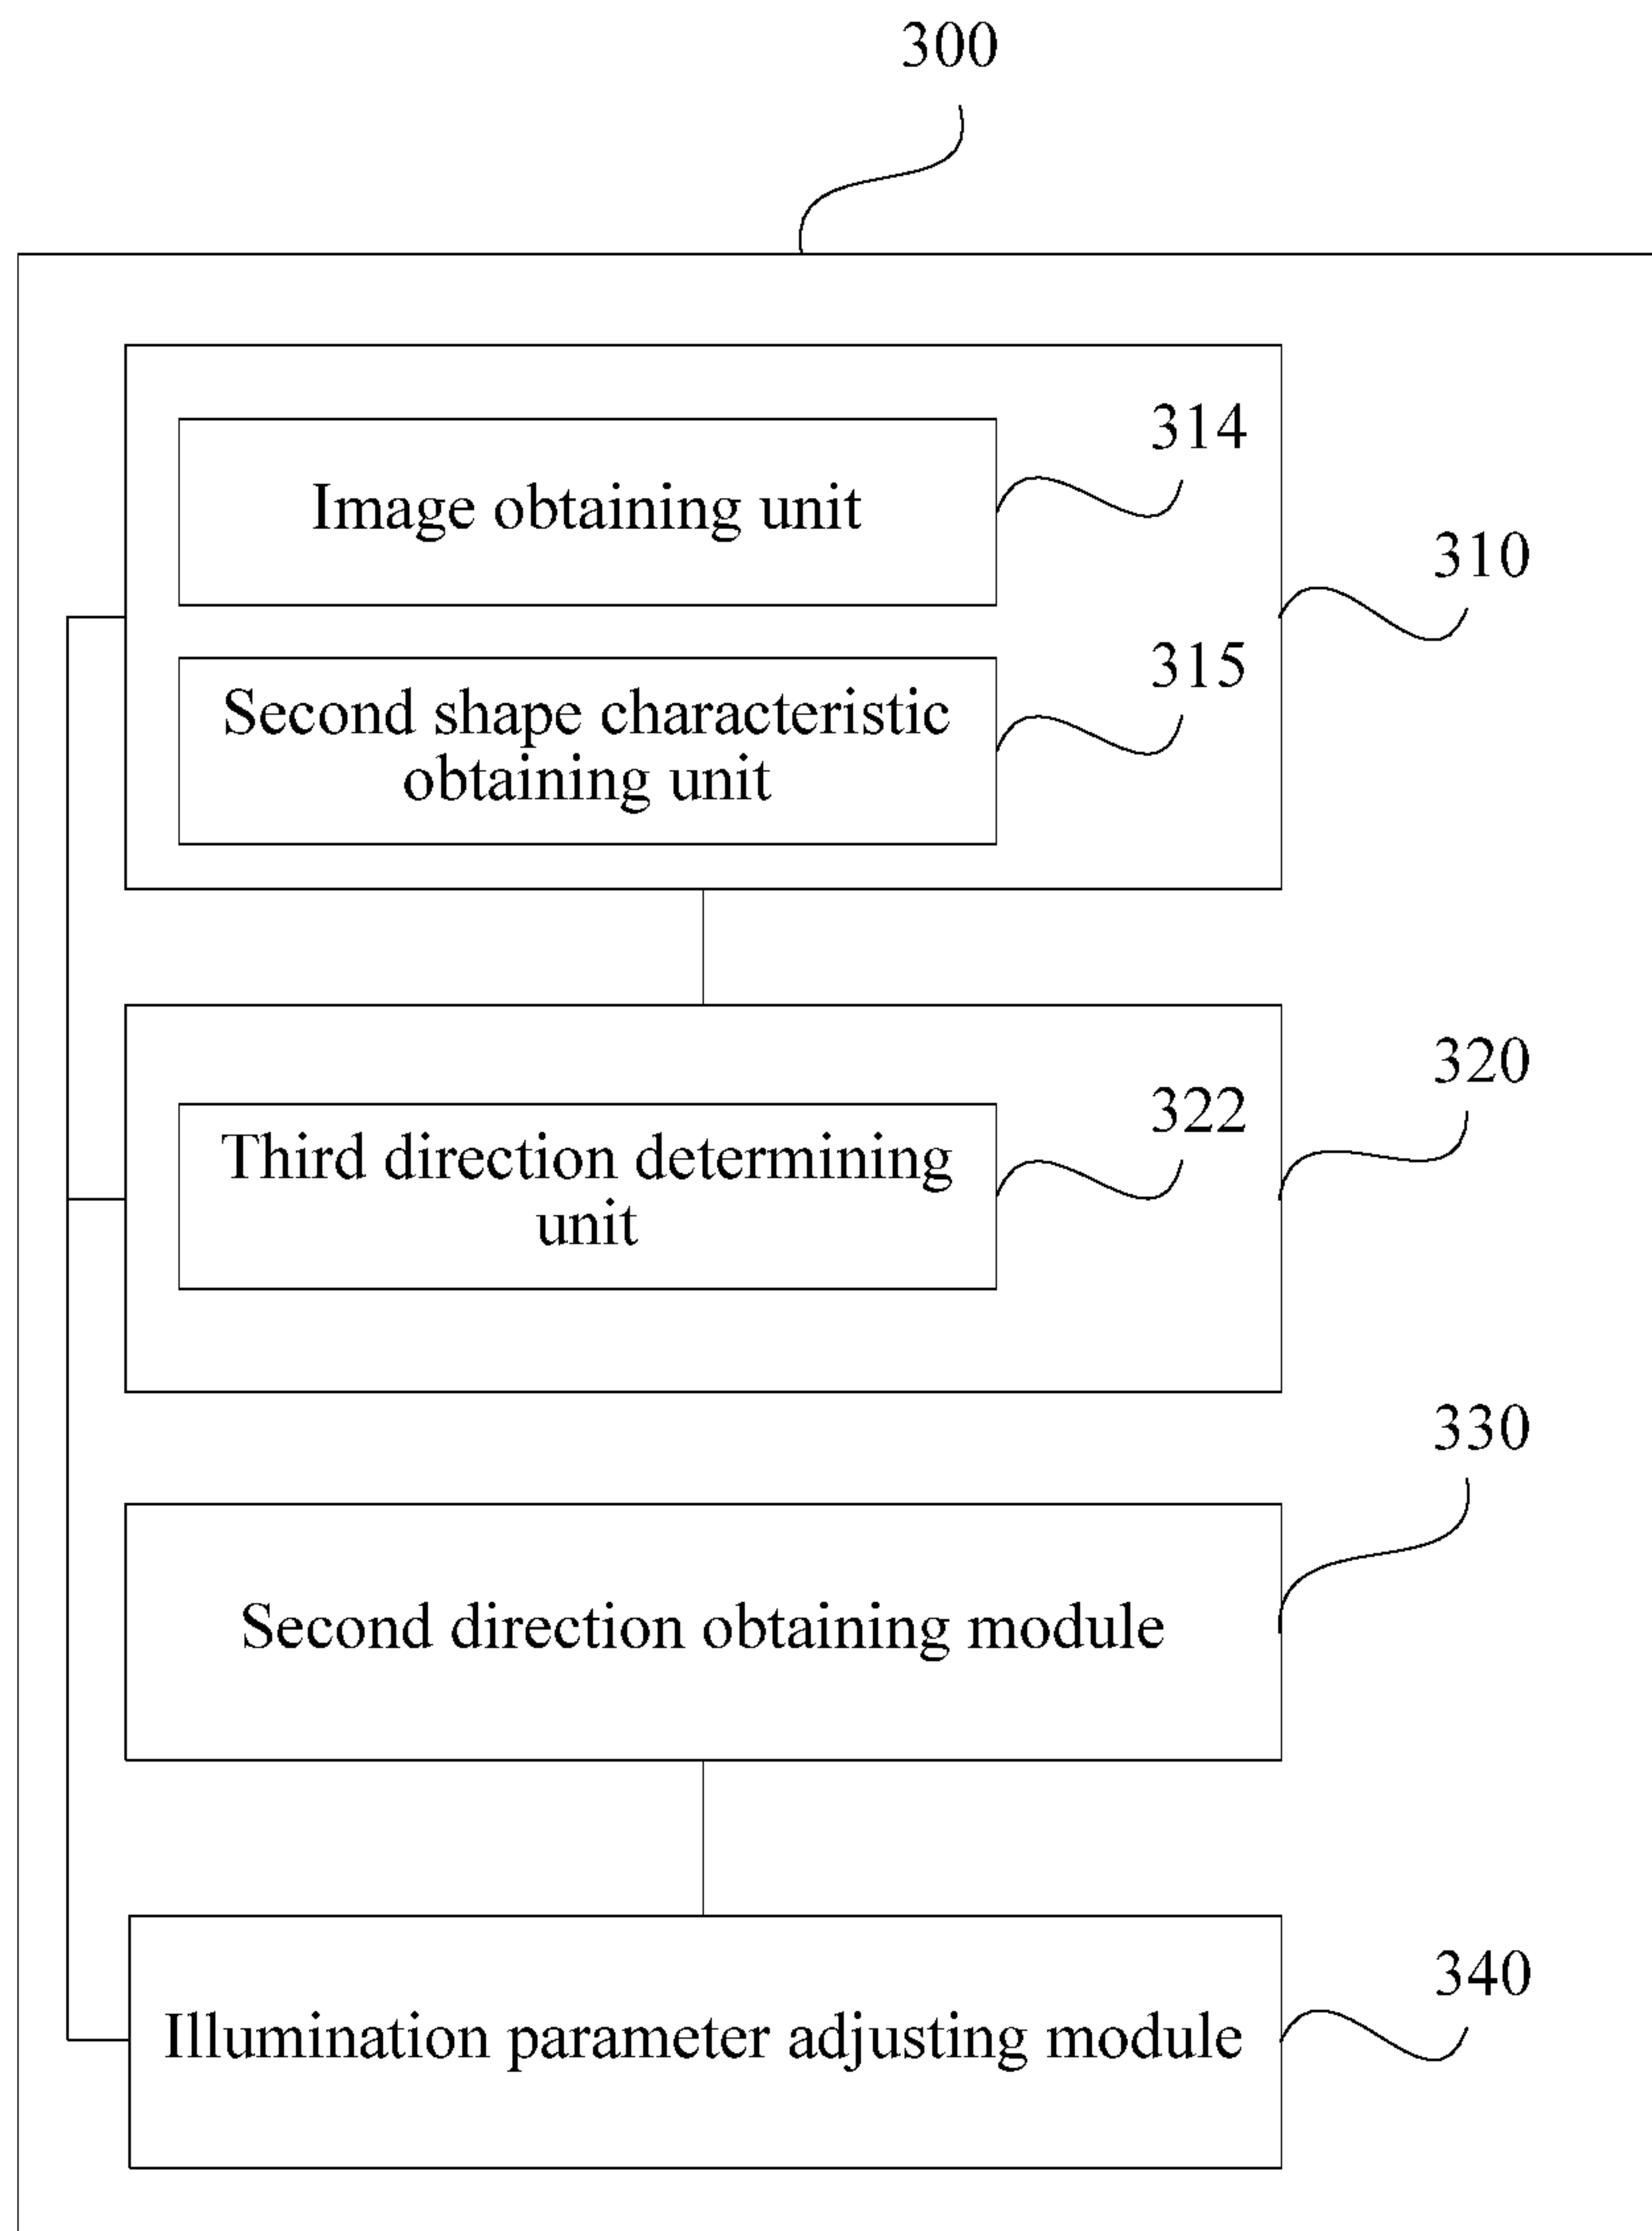 300
314
Image obtaining unit
310
315
Second shape characteristic
obtaining unit
320
322
Third direction determining
unit
330
Second direction obtaining module
340
Illumination parameter adjusting module